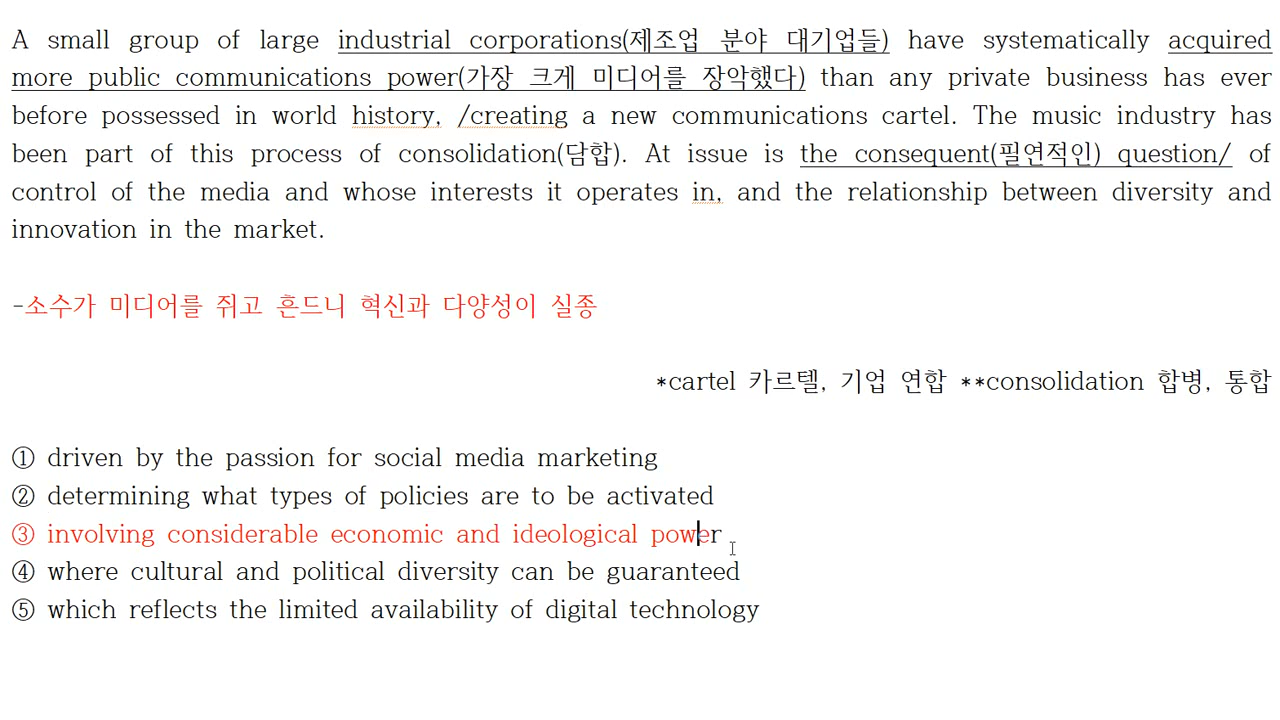 A small group of large industrial corporations(제조업 분야 대기업들) have systematically acquired
more public communications power(가장 크게 미디어를 장악했다) than any private business has ever
before possessed in world history, /creating a new communications cartel. The music industry has
been part of this process of consolidation(담합). At issue is the consequent(필연적인) question/ of
control of the media and whose interests it operates in, and the relationship between diversity and
innovation in the market.
-소수가 미디어를 쥐고 흔드니 혁신과 다양성이 실종
*cartel 카르텔, 기업 연합 **consolidation 합병, 통합
① driven by the passion for social media marketing
② determining what types of policies are to be activated
③ involving considerable economic and ideological power
④ where cultural and political diversity can be guaranteed
⑤ which reflects the limited availability of digital technology